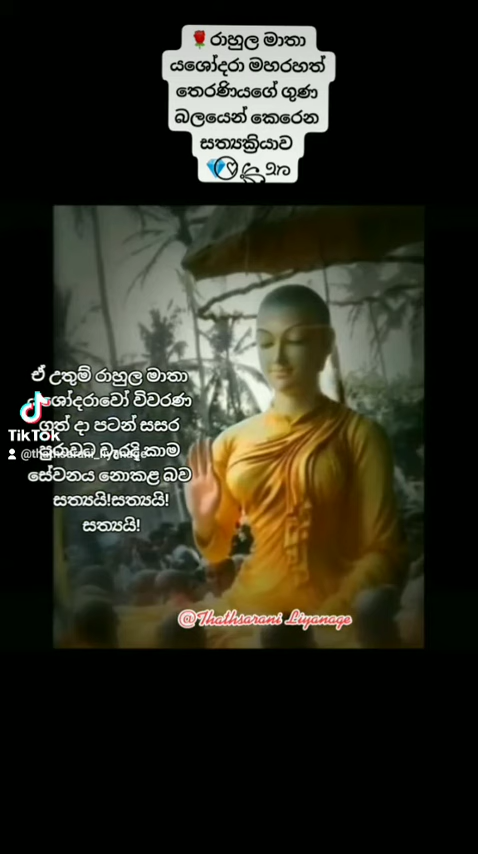 🌹රාහුල මාතා
යශෝදරා මහරහත්
තෙරණියගේ ගුණ
බලයෙන් කෙරෙන
සත්‍යක්‍රියාව
ඒ උතුම් රාහුල මාතා
විවරණ
ගත් දා පටන් සසර
කාම
සේවනය නොකළ බව
සත්‍යයි!සත්‍යයි!
සත්‍යයි!
TikTok
@Thathsarani Liyanage